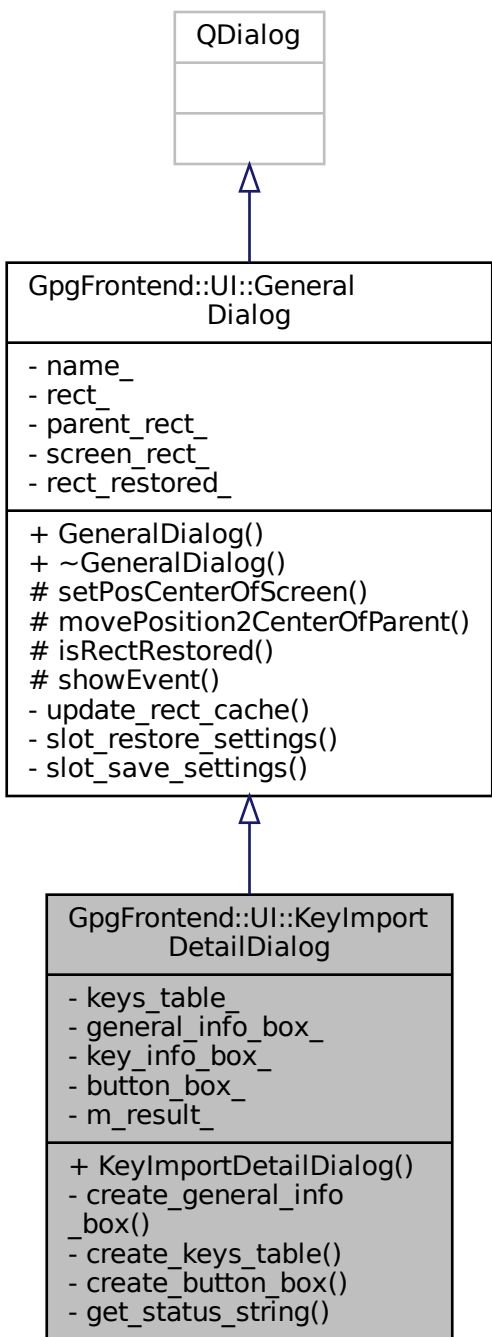 QDialog
GpgFrontend::UI::General
Dialog
- name_
- rect_
- parent_rect_
- screen_rect_
- rect_restored_
+ GeneralDialog()
+ ~GeneralDialog()
# setPosCenterOfScreen()
# movePosition2CenterOfParent()
# isRectRestored()
# showEvent()
- update_rect_cache()
- slot_restore_settings()
- slot_save_settings()
GpgFrontend::UI::KeyImport
DetailDialog
- keys_table_
- general_info_box_
- key_info_box_
- button_box_
- m_result_
+ KeyImportDetailDialog()
- create_general_info
_box()
- create_keys_table()
- create_button_box()
- get_status_string()